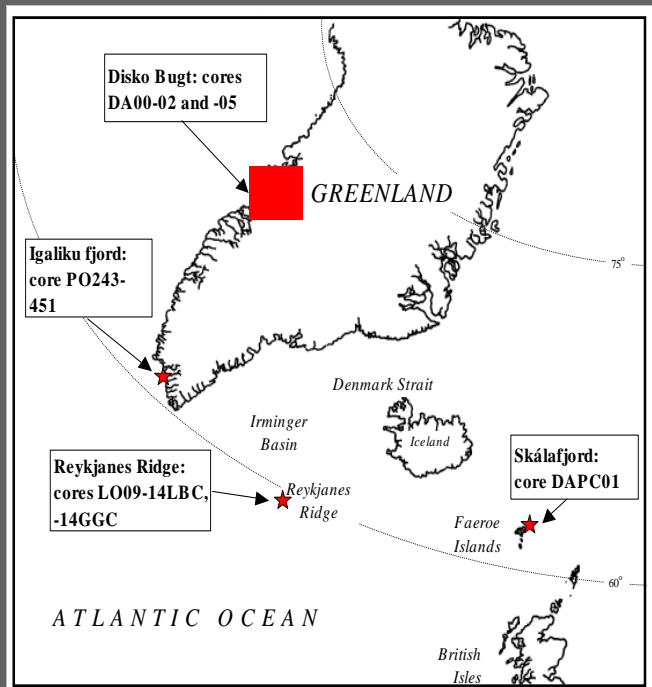 Disko Bugt: cores
DA00-02 and -05
GREENLAND
75°
Igaliku fjord:
core PO243-
451
Denmark Strait
Irminger
Basin
Iceland
Reykjanes Ridge:
cores LO09-14LBC,
-14GGC
Reykjanes
Ridge
Skálafjord:
core DAPC01
Faeroe
Islands
60°
ATLANTIC OCEAN
British
Isles